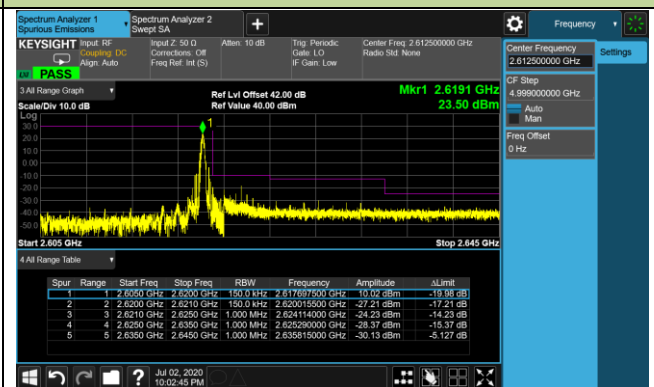 Spectrum Analyzer 1
Spurious Emissions
Spectrum Analyzer 2
Swept SA
+
Frequency
KEYSIGHT
Input: RF
Coupling: DC
Align: Auto
Input Z: 50 Ω
Corrections: Off
Freq Ref: Int (S)
Atten: 10 dB
Trig: Periodic
Gate: LO
IF Gain: Low
Center Freq: 2.612500000 GHz
Radio Std: None
LXI PASS
Center Frequency
2.612500000 GHz
Settings
CF Step
4.999000000 GHz
Auto
Man
Freq Offset
0 Hz
3 All Range Graph
Scale/Div 10.0 dB
Ref Lvl Offset 42.00 dB
Ref Value 40.00 dBm
Mkr1 2.6191 GHz
23.50 dBm
Log
30.0
20.0
10.0
0.00
-10.0
-20.0
-30.0
-40.0
-50.0
1
Start 2.605 GHz
Stop 2.645 GHz
4 All Range Table
Spur Range Start Freq Stop Freq RBW Frequency Amplitude ΔLimit
1 1 2.6050 GHz 2.6200 GHz 150.0 kHz 2.617697500 GHz 10.02 dBm -19.98 dB
2 2 2.6200 GHz 2.6210 GHz 150.0 kHz 2.620015500 GHz -27.21 dBm -17.21 dB
3 3 2.6210 GHz 2.6250 GHz 1.000 MHz 2.624114000 GHz -24.23 dBm -14.23 dB
4 4 2.6250 GHz 2.6350 GHz 1.000 MHz 2.625290000 GHz -28.37 dBm -15.37 dB
5 5 2.6350 GHz 2.6450 GHz 1.000 MHz 2.635815000 GHz -30.13 dBm -5.127 dB
?
Jul 02, 2020
10:02:45 PM